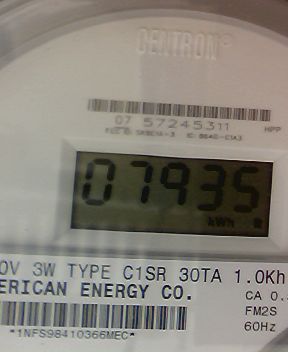 CENTRON®
07 57245311
HPP
07935
kWh R
0V 3W TYPE C1SR 30TA 1.0Kh
ERICAN ENERGY CO.
CA 0.
FM2S
60Hz
*1NFS98410366MEC*